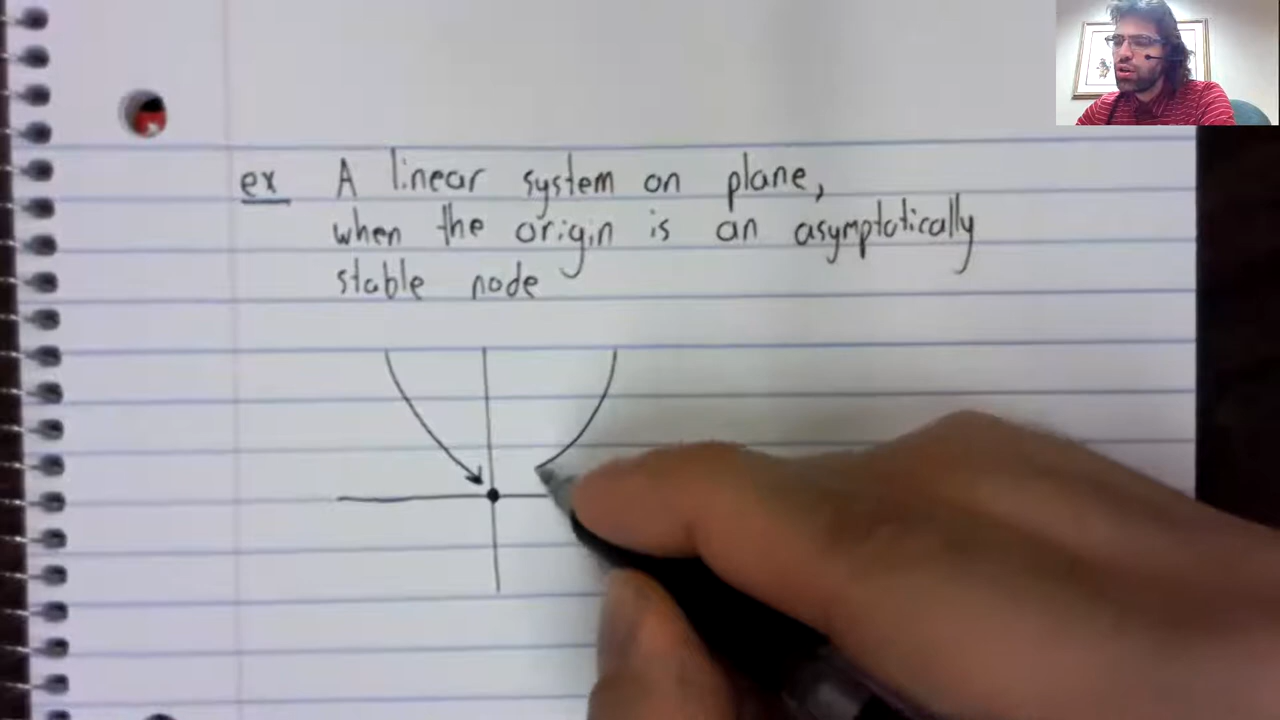 ex A linear system on plane,
when the origin is an asymptotically
stable node